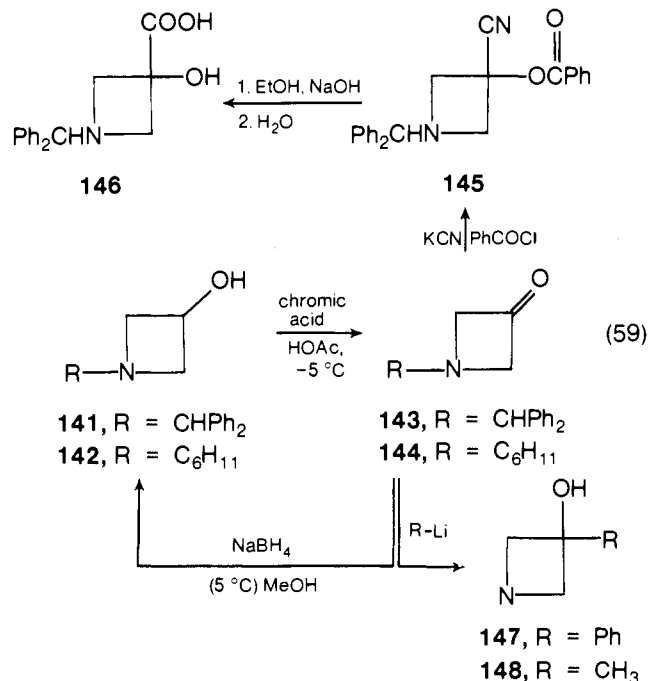 COOH
OH
Ph₂CHN
146
1. EtOH, NaOH
2. H₂O
CN
O
OCPh
Ph₂CHN
145
KCN PhCOCl
OH
R—N
141, R = CHPh₂
142, R = C₆H₁₁
chromic
acid
HOAc,
−5 °C
O
R—N
143, R = CHPh₂
144, R = C₆H₁₁
(59)
NaBH₄
(5 °C) MeOH
R-Li
OH
R
N
147, R = Ph
148, R = CH₃